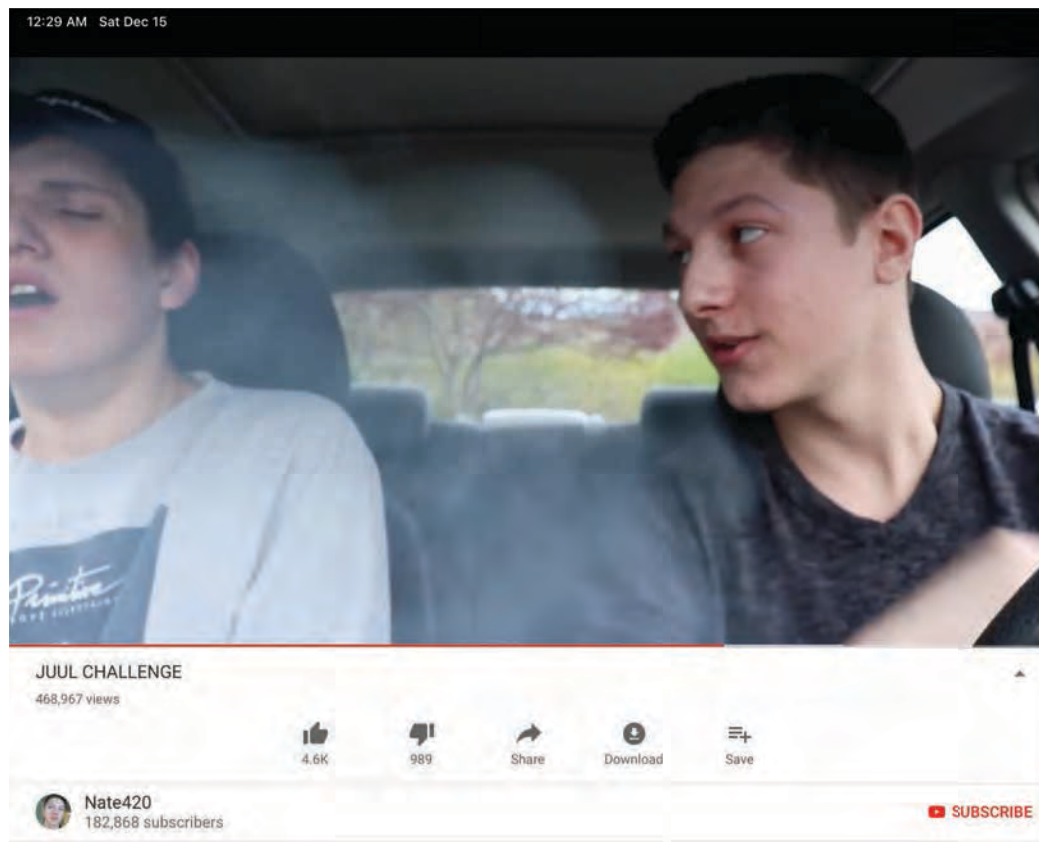 12:29 AM Sat Dec 15
Primitive
JUUL CHALLENGE
468,967 views
4.6K
989
Share
Download
Save
Nate420
182,868 subscribers
SUBSCRIBE